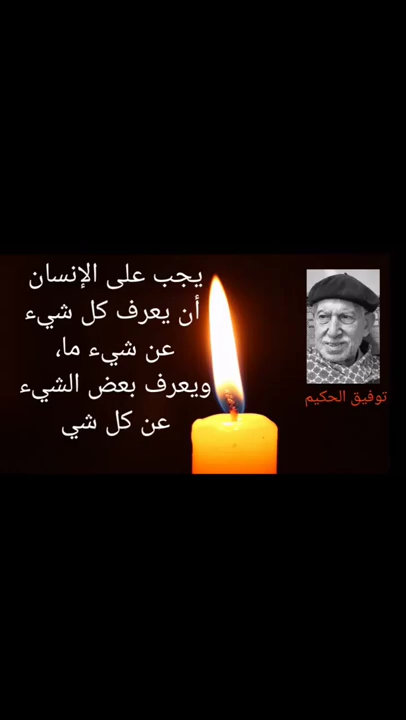 يجب على الإنسان
أن يعرف كل شيء
عن شيء ما،
ويعرف بعض الشيء
عن كل شي
توفيق الحكيم